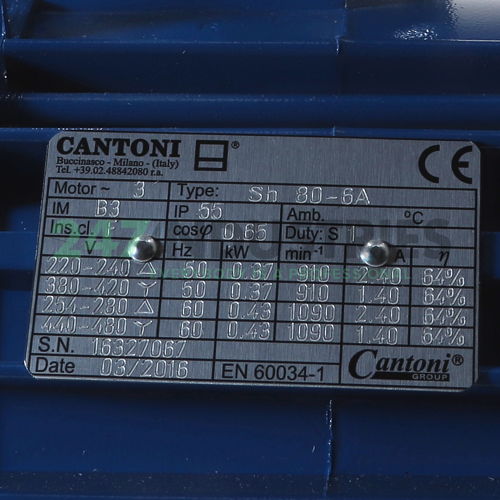 CANTONI ®
Buccinasco - Milano - (Italy)
Tel. +39.02.48842080 r.a.
CE
Motor ~ 3 Type: Sh 80-6A
IM B3 IP 55 Amb. °C
Ins.cl. cosφ 0.65 Duty: S 1
V Hz kW min-1 A η
220-240 △ 50 0.37 910 2.40 64%
380-420 Y 50 0.37 910 1.40 64%
254-280 △ 60 0.43 1090 2.40 64%
440-480 Y 60 0.43 1090 1.40 64%
S.N. 16327067
Date 03/2016 EN 60034-1
Cantoni®
GROUP